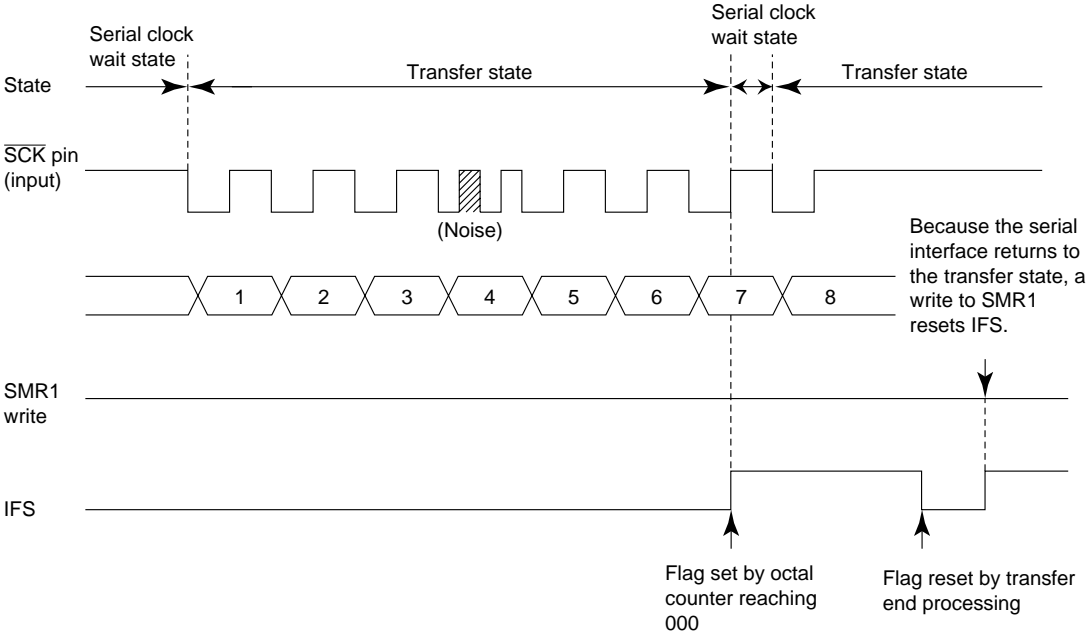 Serial clock
wait state
Serial clock
wait state
State
Transfer state
Transfer state
SCK pin
(input)
(Noise)
1 2 3 4 5 6 7 8
Because the serial
interface returns to
the transfer state, a
write to SMR1
resets IFS.
SMR1
write
IFS
Flag set by octal
counter reaching
000
Flag reset by transfer
end processing